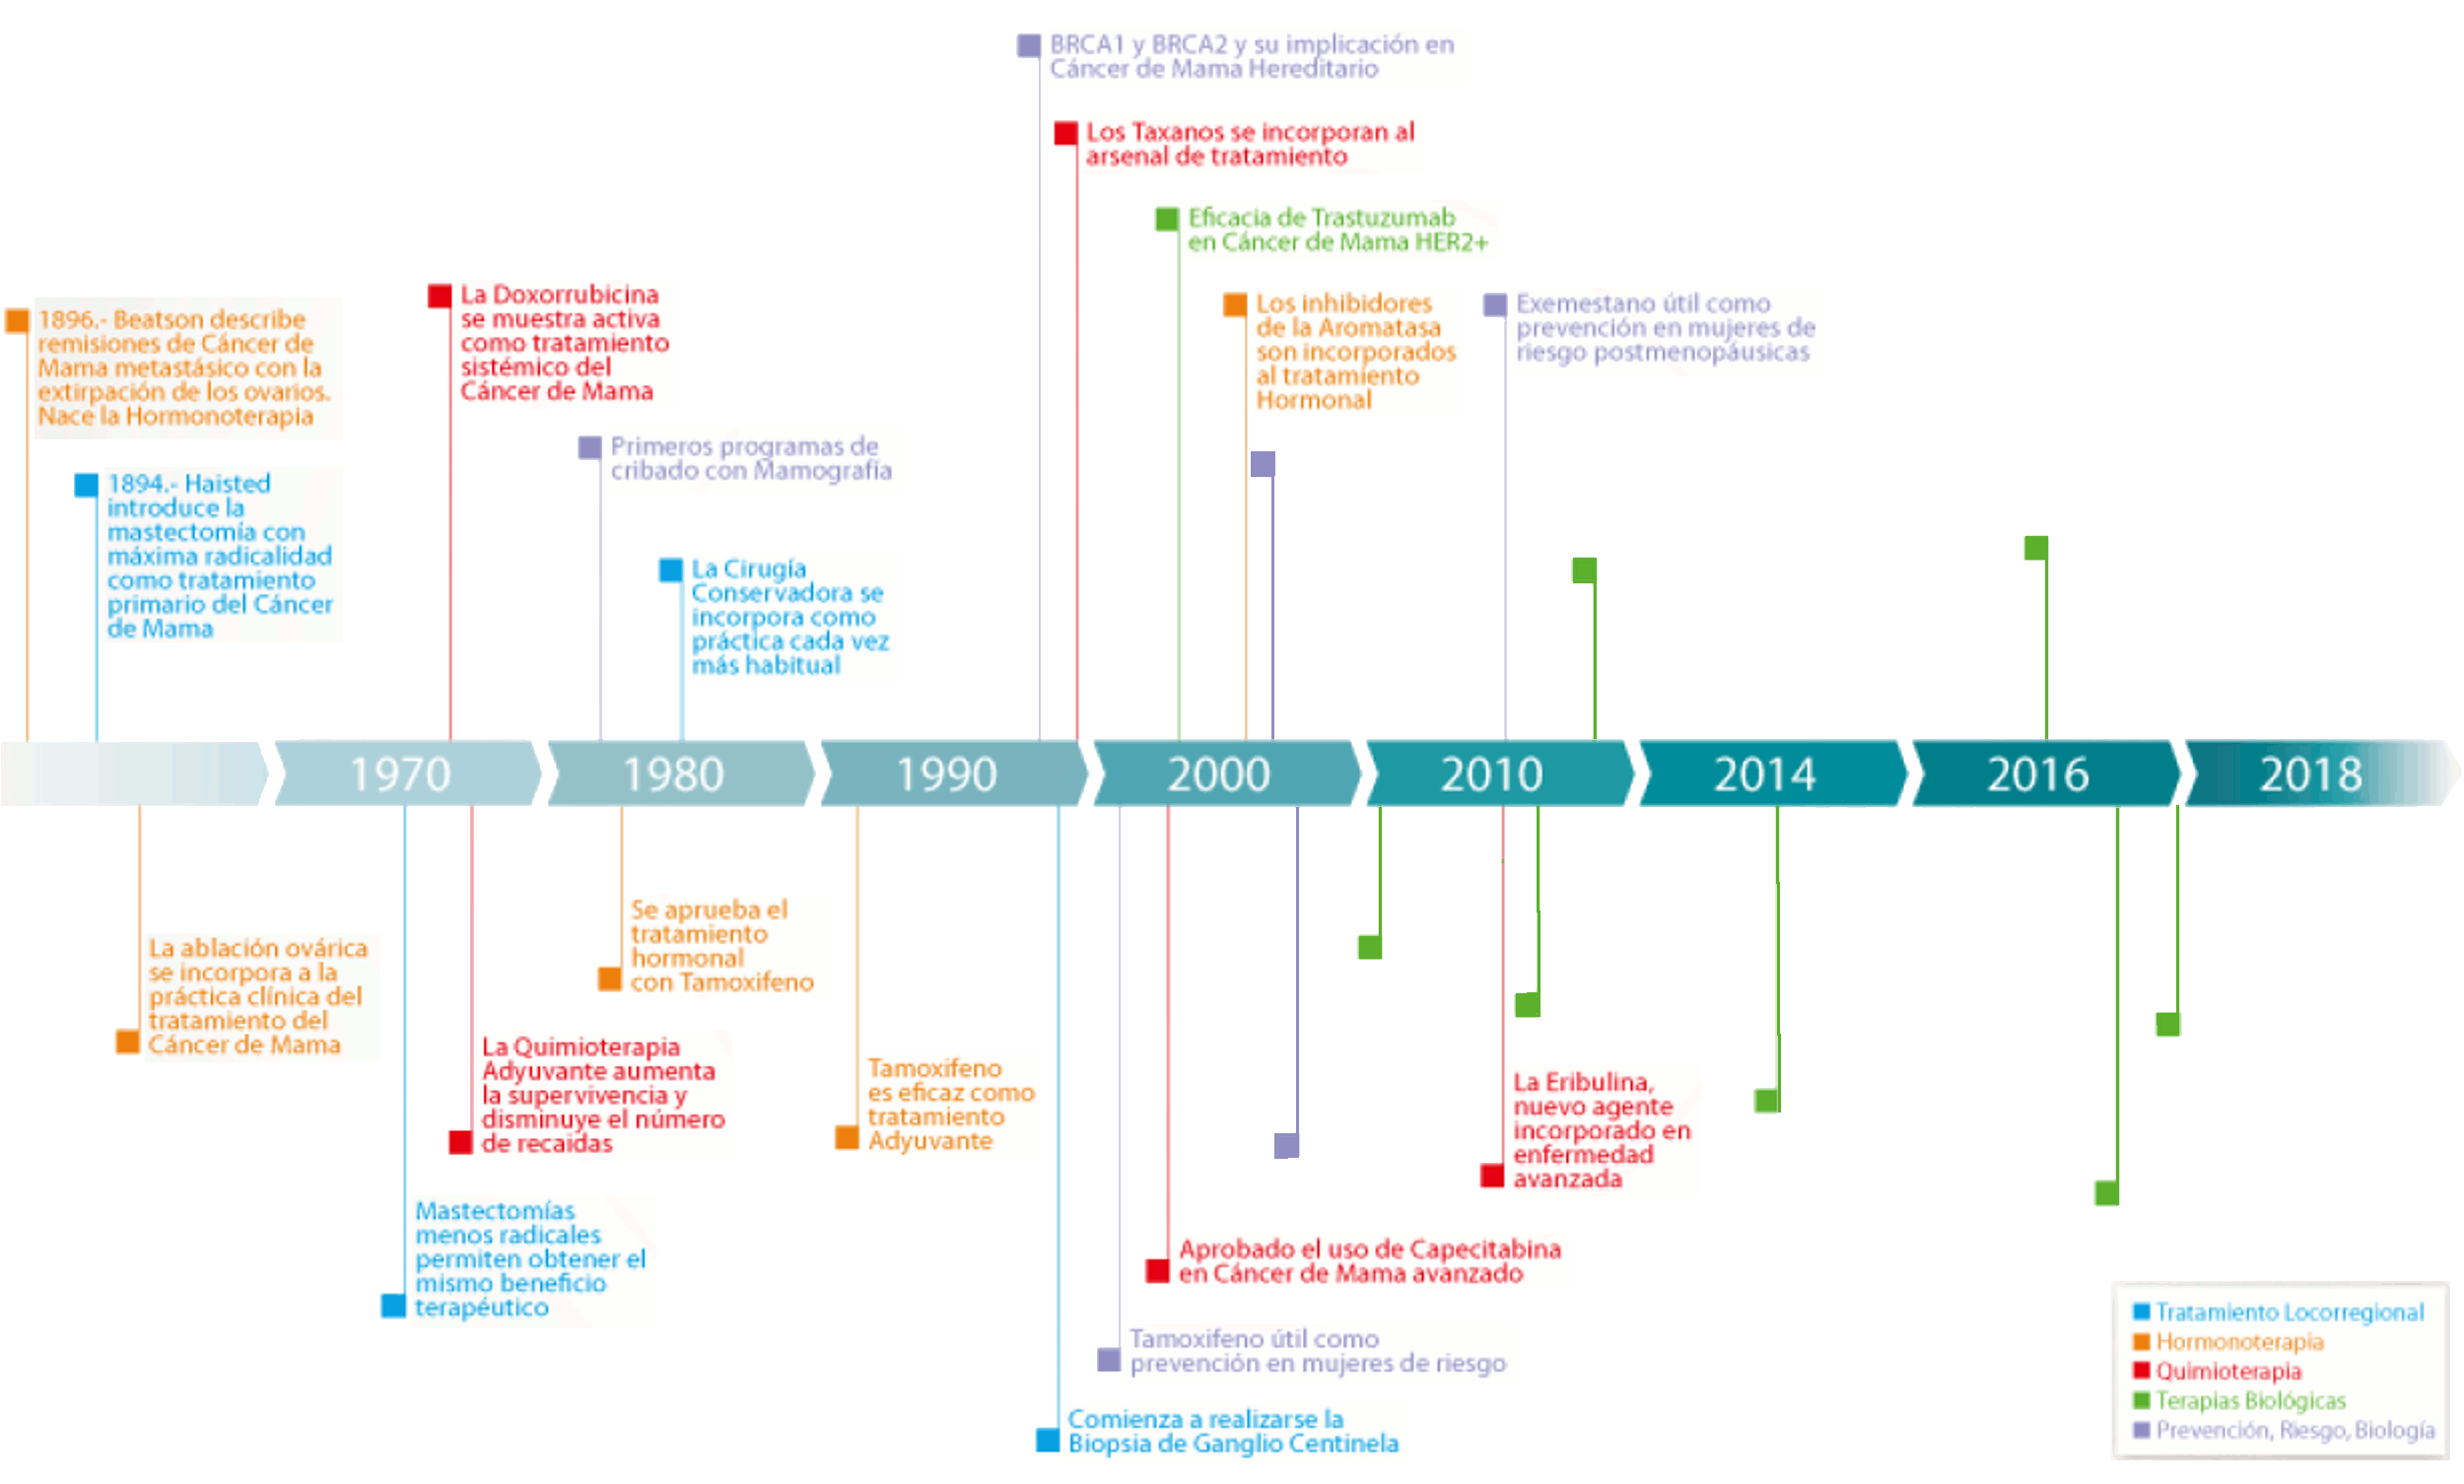 BRCA1 y BRCA2 y su implicación en
Cáncer de Mama Hereditario
Los Taxanos se incorporan al
arsenal de tratamiento
Eficacia de Trastuzumab
en Cáncer de Mama HER2+
La Doxorrubicina
se muestra activa
como tratamiento
sistémico del
Cáncer de Mama
Los inhibidores
de la Aromatasa
son incorporados
al tratamiento
Hormonal
Exemestano útil como
prevención en mujeres de
riesgo postmenopáusicas
1896.- Beatson describe
remisiones de Cáncer de
Mama metastásico con la
extirpación de los ovarios.
Nace la Hormonoterapia
Primeros programas de
cribado con Mamografía
1894.- Haisted
introduce la
mastectomía con
máxima radicalidad
como tratamiento
primario del Cáncer
de Mama
La Cirugía
Conservadora se
incorpora como
práctica cada vez
más habitual
1970
1980
1990
2000
2010
2014
2016
2018
La ablación ovárica
se incorpora a la
práctica clínica del
tratamiento del
Cáncer de Mama
Se aprueba el
tratamiento
hormonal
con Tamoxifeno
La Quimioterapia
Adyuvante aumenta
la supervivencia y
disminuye el número
de recaidas
Tamoxifeno
es eficaz como
tratamiento
Adyuvante
La Eribulina,
nuevo agente
incorporado en
enfermedad
avanzada
Mastectomías
menos radicales
permiten obtener el
mismo beneficio
terapéutico
Aprobado el uso de Capecitabina
en Cáncer de Mama avanzado
Tamoxifeno útil como
prevención en mujeres de riesgo
Comienza a realizarse la
Biopsia de Ganglio Centinela
Tratamiento Locorregional
Hormonoterapia
Quimioterapia
Terapias Biológicas
Prevención, Riesgo, Biología